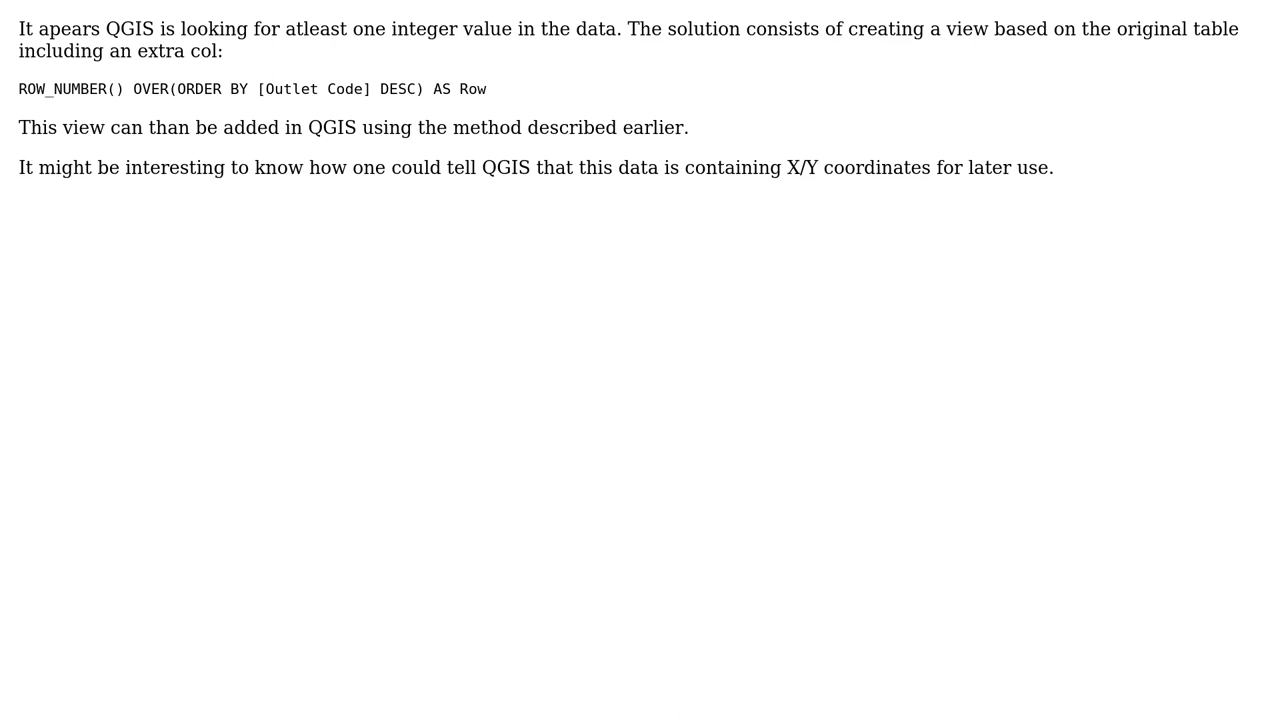 It apears QGIS is looking for atleast one integer value in the data. The solution consists of creating a view based on the original table
including an extra col:
ROW_NUMBER() OVER(ORDER BY [Outlet Code] DESC) AS Row
This view can than be added in QGIS using the method described earlier.
It might be interesting to know how one could tell QGIS that this data is containing X/Y coordinates for later use.